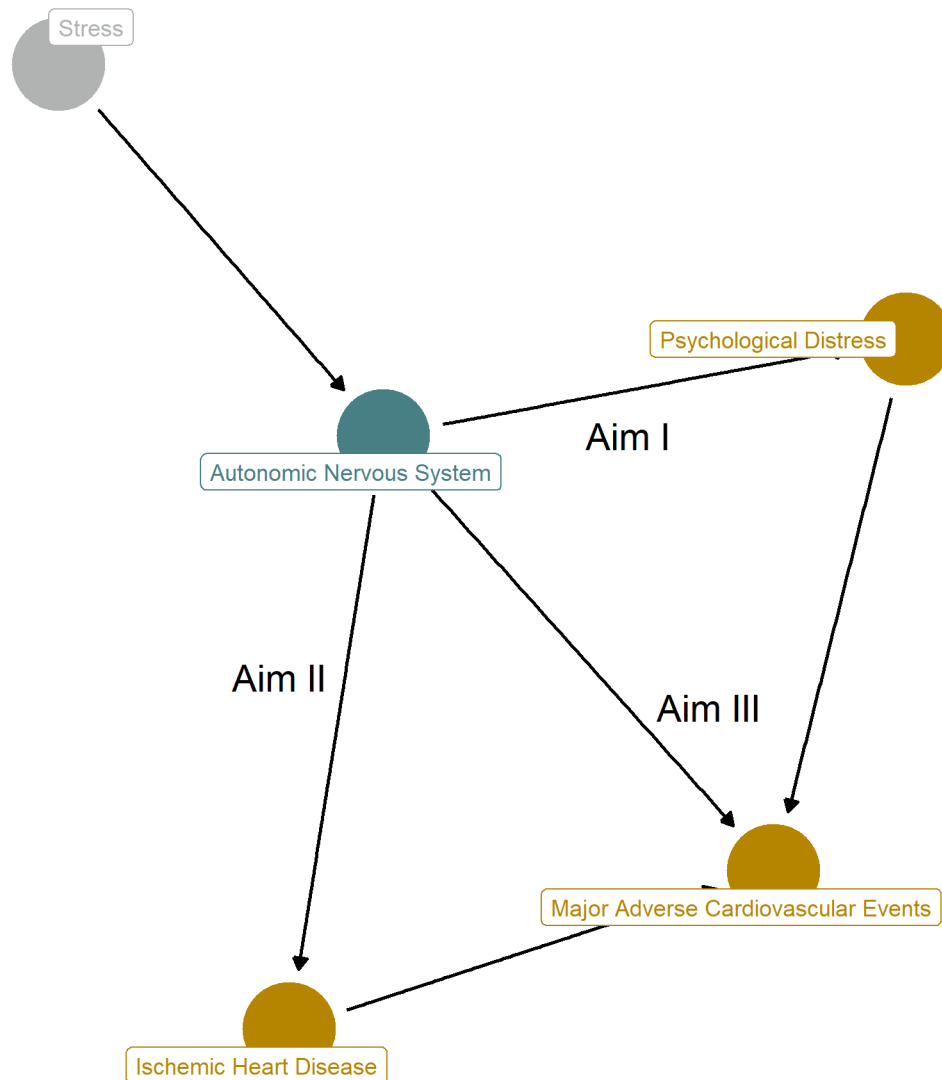 Stress
Psychological Distress
Aim I
Autonomic Nervous System
Aim II
Aim III
Major Adverse Cardiovascular Events
Ischemic Heart Disease